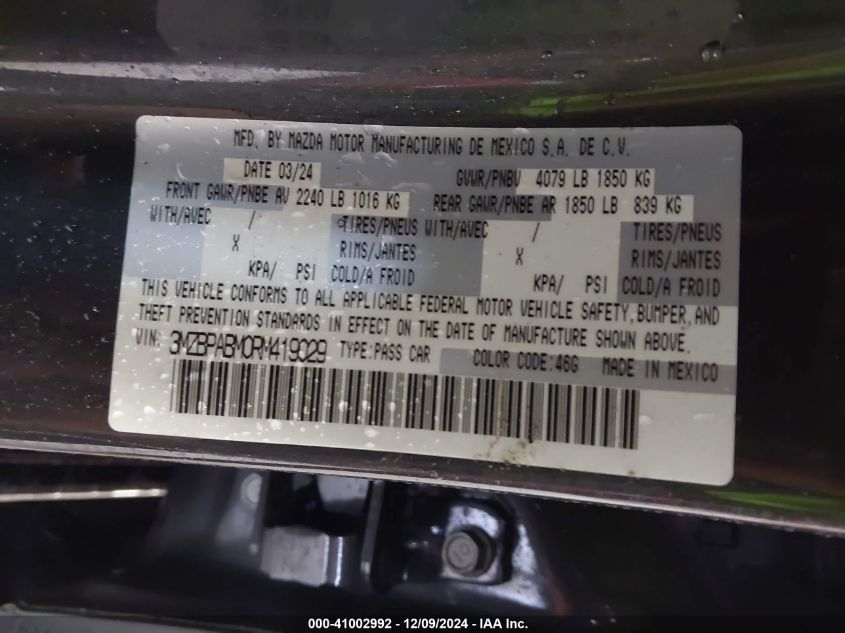 MFD. BY MAZDA MOTOR MANUFACTURING DE MEXICO S.A. DE C.V.
DATE 03/24 GVWR/PNBV 4079 LB 1850 KG
FRONT GAWR/PNBE AV 2240 LB 1016 KG REAR GAWR/PNBE AR 1850 LB 839 KG
WITH/AVEC / TIRES/PNEUS WITH/AVEC / TIRES/PNEUS
X RIMS/JANTES X RIMS/JANTES
KPA/ PSI COLD/A FROID KPA/ PSI COLD/A FROID
THIS VEHICLE CONFORMS TO ALL APPLICABLE FEDERAL MOTOR VEHICLE SAFETY, BUMPER, AND
THEFT PREVENTION STANDARDS IN EFFECT ON THE DATE OF MANUFACTURE SHOWN ABOVE.
VIN: 3MZBPABM0RM419029 TYPE:PASS CAR COLOR CODE:46G MADE IN MEXICO
000-41002992 - 12/09/2024 - IAA Inc.